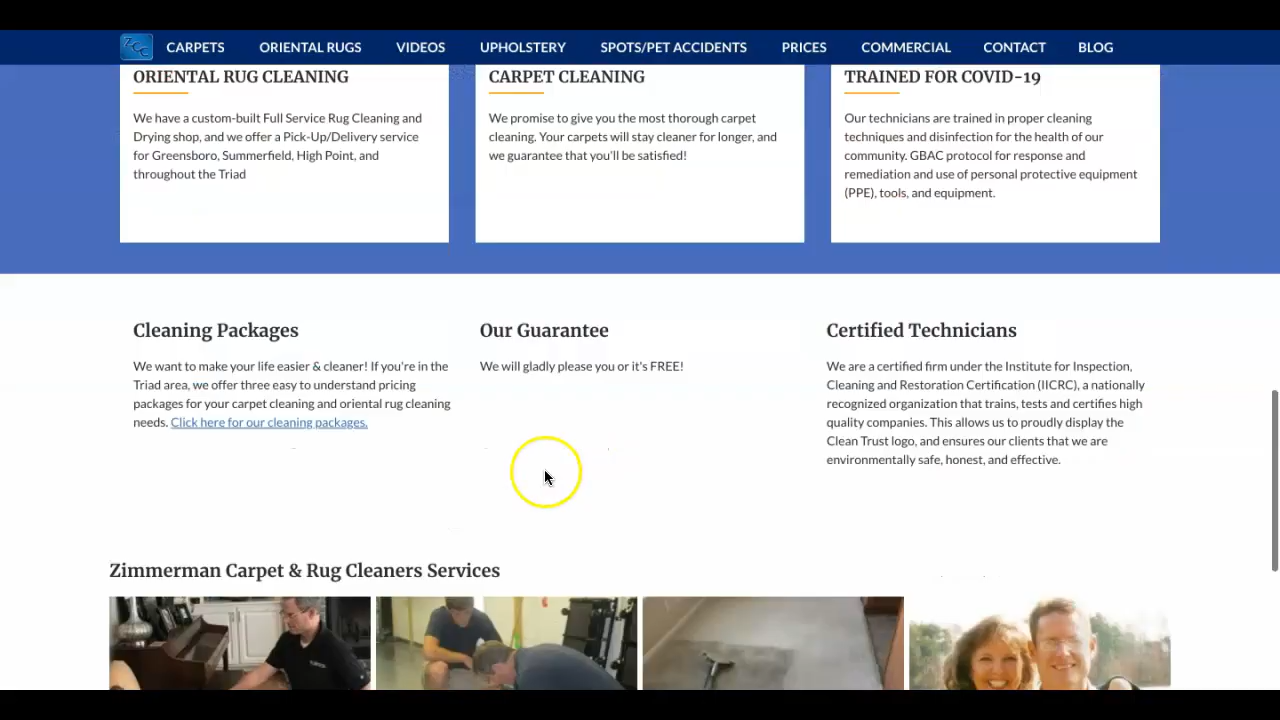 ZCC
CARPETS ORIENTAL RUGS VIDEOS UPHOLSTERY SPOTS/PET ACCIDENTS PRICES COMMERCIAL CONTACT BLOG
ORIENTAL RUG CLEANING
We have a custom-built Full Service Rug Cleaning and
Drying shop, and we offer a Pick-Up/Delivery service
for Greensboro, Summerfield, High Point, and
throughout the Triad
CARPET CLEANING
We promise to give you the most thorough carpet
cleaning. Your carpets will stay cleaner for longer, and
we guarantee that you'll be satisfied!
TRAINED FOR COVID-19
Our technicians are trained in proper cleaning
techniques and disinfection for the health of our
community. GBAC protocol for response and
remediation and use of personal protective equipment
(PPE), tools, and equipment.
Cleaning Packages
We want to make your life easier & cleaner! If you're in the
Triad area, we offer three easy to understand pricing
packages for your carpet cleaning and oriental rug cleaning
needs. Click here for our cleaning packages.
Our Guarantee
We will gladly please you or it's FREE!
Certified Technicians
We are a certified firm under the Institute for Inspection,
Cleaning and Restoration Certification (IICRC), a nationally
recognized organization that trains, tests and certifies high
quality companies. This allows us to proudly display the
Clean Trust logo, and ensures our clients that we are
environmentally safe, honest, and effective.
Zimmerman Carpet & Rug Cleaners Services